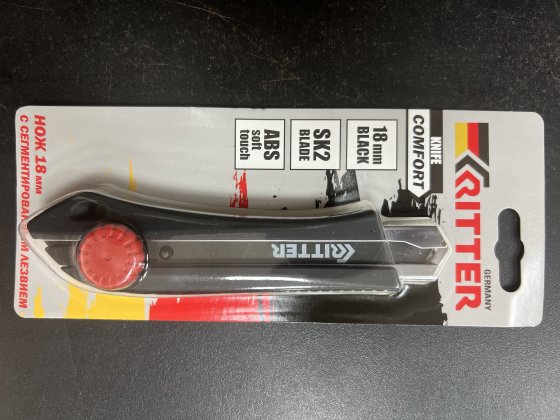 RITTER
GERMANY
KNIFE
COMFORT
18 mm
BLACK
SK2
BLADE
ABS
soft
touch
RITTER
НОЖ 18 мм
С СЕГМЕНТИРОВАННЫМ ЛЕЗВИЕМ